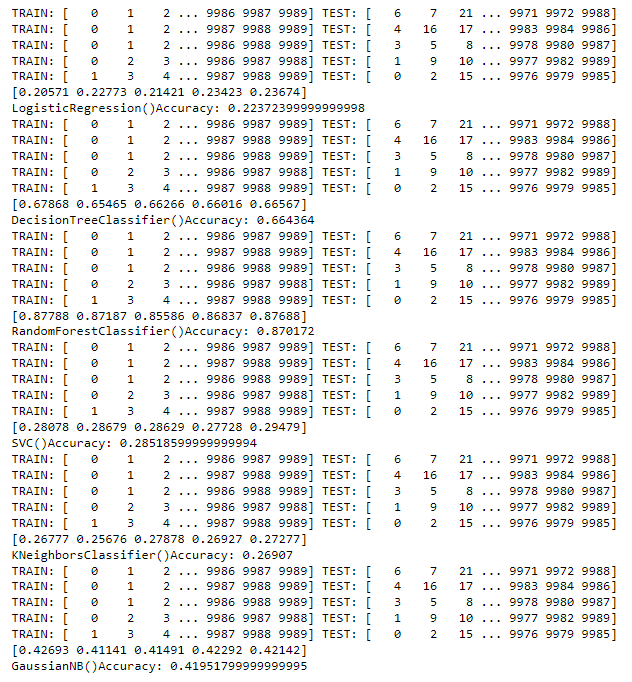 TRAIN: [   0    1    2 ... 9986 9987 9989] TEST: [   6    7   21 ... 9971 9972 9988]
TRAIN: [   0    1    2 ... 9987 9988 9989] TEST: [   4   16   17 ... 9983 9984 9986]
TRAIN: [   0    1    2 ... 9986 9988 9989] TEST: [   3    5    8 ... 9978 9980 9987]
TRAIN: [   0    2    3 ... 9986 9987 9988] TEST: [   1    9   10 ... 9977 9982 9989]
TRAIN: [   1    3    4 ... 9987 9988 9989] TEST: [   0    2   15 ... 9976 9979 9985]
[0.20571 0.22773 0.21421 0.23423 0.23674]
LogisticRegression()Accuracy: 0.22372399999999998
TRAIN: [   0    1    2 ... 9986 9987 9989] TEST: [   6    7   21 ... 9971 9972 9988]
TRAIN: [   0    1    2 ... 9987 9988 9989] TEST: [   4   16   17 ... 9983 9984 9986]
TRAIN: [   0    1    2 ... 9986 9988 9989] TEST: [   3    5    8 ... 9978 9980 9987]
TRAIN: [   0    2    3 ... 9986 9987 9988] TEST: [   1    9   10 ... 9977 9982 9989]
TRAIN: [   1    3    4 ... 9987 9988 9989] TEST: [   0    2   15 ... 9976 9979 9985]
[0.67868 0.65465 0.66266 0.66016 0.66567]
DecisionTreeClassifier()Accuracy: 0.664364
TRAIN: [   0    1    2 ... 9986 9987 9989] TEST: [   6    7   21 ... 9971 9972 9988]
TRAIN: [   0    1    2 ... 9987 9988 9989] TEST: [   4   16   17 ... 9983 9984 9986]
TRAIN: [   0    1    2 ... 9986 9988 9989] TEST: [   3    5    8 ... 9978 9980 9987]
TRAIN: [   0    2    3 ... 9986 9987 9988] TEST: [   1    9   10 ... 9977 9982 9989]
TRAIN: [   1    3    4 ... 9987 9988 9989] TEST: [   0    2   15 ... 9976 9979 9985]
[0.87788 0.87187 0.85586 0.86837 0.87688]
RandomForestClassifier()Accuracy: 0.870172
TRAIN: [   0    1    2 ... 9986 9987 9989] TEST: [   6    7   21 ... 9971 9972 9988]
TRAIN: [   0    1    2 ... 9987 9988 9989] TEST: [   4   16   17 ... 9983 9984 9986]
TRAIN: [   0    1    2 ... 9986 9988 9989] TEST: [   3    5    8 ... 9978 9980 9987]
TRAIN: [   0    2    3 ... 9986 9987 9988] TEST: [   1    9   10 ... 9977 9982 9989]
TRAIN: [   1    3    4 ... 9987 9988 9989] TEST: [   0    2   15 ... 9976 9979 9985]
[0.28078 0.28679 0.28629 0.27728 0.29479]
SVC()Accuracy: 0.28518599999999994
TRAIN: [   0    1    2 ... 9986 9987 9989] TEST: [   6    7   21 ... 9971 9972 9988]
TRAIN: [   0    1    2 ... 9987 9988 9989] TEST: [   4   16   17 ... 9983 9984 9986]
TRAIN: [   0    1    2 ... 9986 9988 9989] TEST: [   3    5    8 ... 9978 9980 9987]
TRAIN: [   0    2    3 ... 9986 9987 9988] TEST: [   1    9   10 ... 9977 9982 9989]
TRAIN: [   1    3    4 ... 9987 9988 9989] TEST: [   0    2   15 ... 9976 9979 9985]
[0.26777 0.25676 0.27878 0.26927 0.27277]
KNeighborsClassifier()Accuracy: 0.26907
TRAIN: [   0    1    2 ... 9986 9987 9989] TEST: [   6    7   21 ... 9971 9972 9988]
TRAIN: [   0    1    2 ... 9987 9988 9989] TEST: [   4   16   17 ... 9983 9984 9986]
TRAIN: [   0    1    2 ... 9986 9988 9989] TEST: [   3    5    8 ... 9978 9980 9987]
TRAIN: [   0    2    3 ... 9986 9987 9988] TEST: [   1    9   10 ... 9977 9982 9989]
TRAIN: [   1    3    4 ... 9987 9988 9989] TEST: [   0    2   15 ... 9976 9979 9985]
[0.42693 0.41141 0.41491 0.42292 0.42142]
GaussianNB()Accuracy: 0.41951799999999995